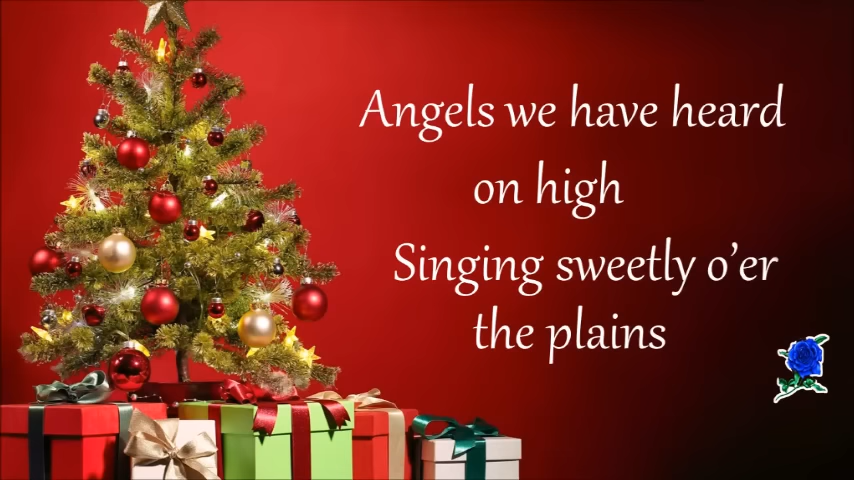 Angels we have heard
on high
Singing sweetly o’er
the plains